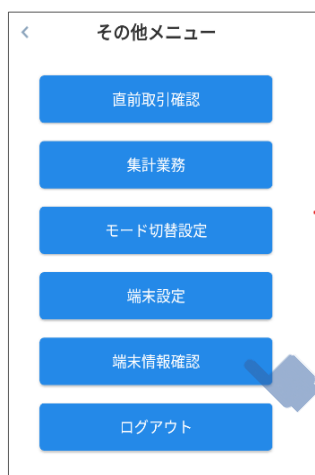 その他メニュー
直前取引確認
集計業務
モード切替設定
端末設定
端末情報確認
ログアウト